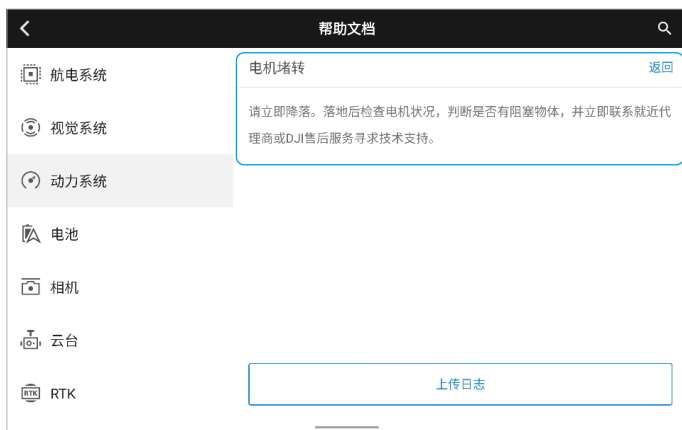 帮助文档
航电系统
视觉系统
动力系统
电池
相机
云台
RTK
RTK
电机堵转
返回
请立即降落。落地后检查电机状况，判断是否有阻塞物体，并立即联系就近代
理商或DJI售后服务寻求技术支持。
上传日志